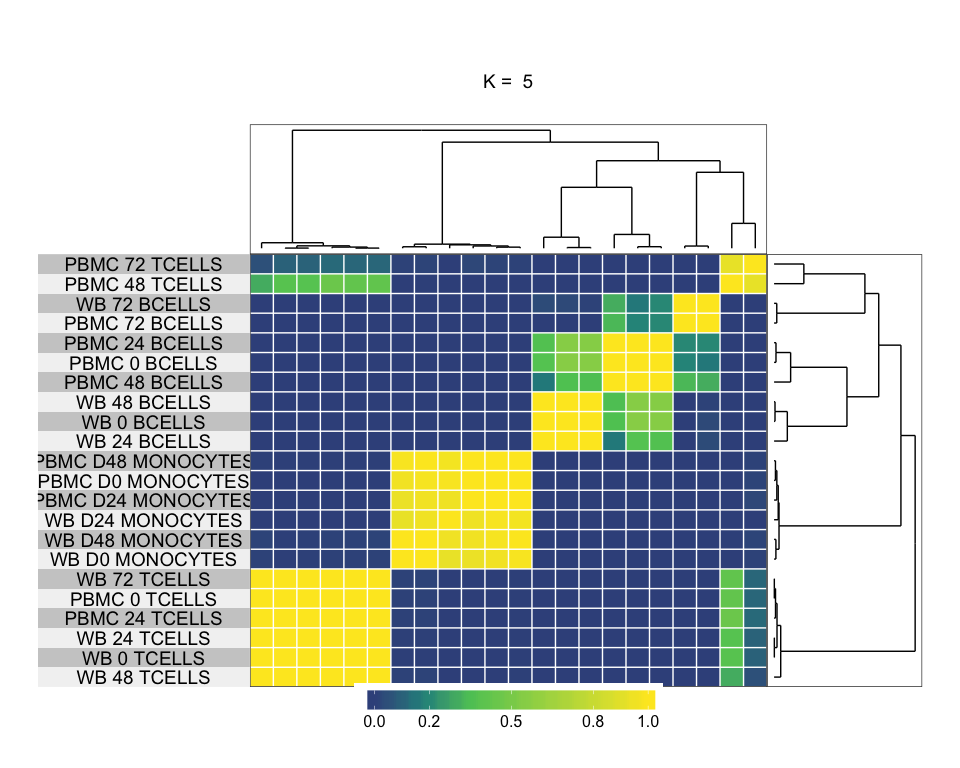 K = 5
PBMC 72 TCELLS
PBMC 48 TCELLS
WB 72 BCELLS
PBMC 72 BCELLS
PBMC 24 BCELLS
PBMC 0 BCELLS
PBMC 48 BCELLS
WB 48 BCELLS
WB 0 BCELLS
WB 24 BCELLS
PBMC D48 MONOCYTES
PBMC D0 MONOCYTES
PBMC D24 MONOCYTES
WB D24 MONOCYTES
WB D48 MONOCYTES
WB D0 MONOCYTES
WB 72 TCELLS
PBMC 0 TCELLS
PBMC 24 TCELLS
WB 24 TCELLS
WB 0 TCELLS
WB 48 TCELLS
0.0 0.2 0.5 0.8 1.0